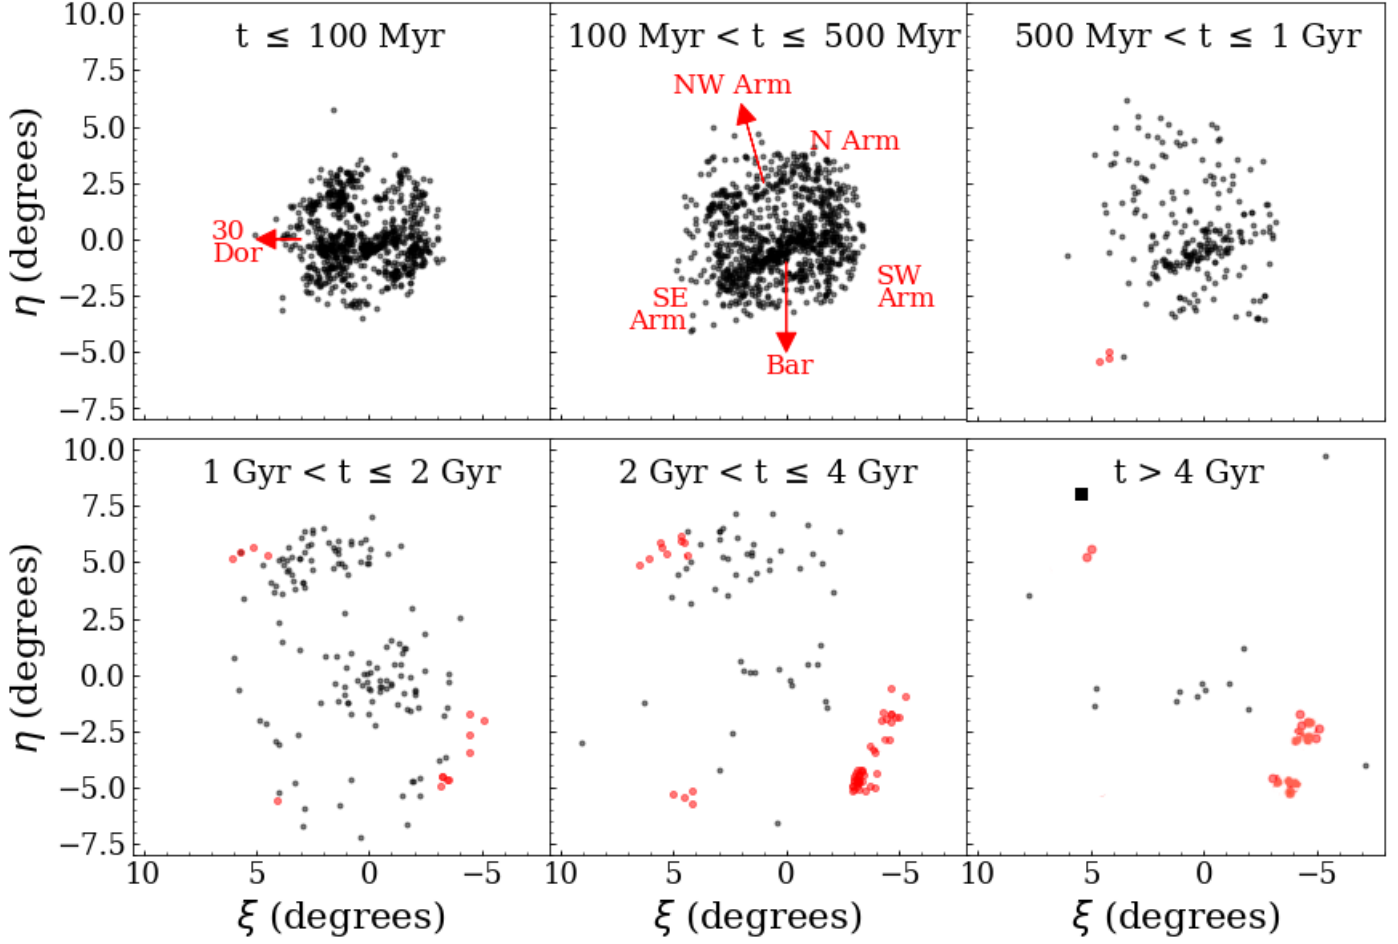 t ≤ 100 Myr
100 Myr < t ≤ 500 Myr
500 Myr < t ≤ 1 Gyr
10.0
7.5
5.0
2.5
0.0
−2.5
−5.0
−7.5
η (degrees)
30
Dor
NW Arm
N Arm
SW
Arm
SE
Arm
Bar
1 Gyr < t ≤ 2 Gyr
2 Gyr < t ≤ 4 Gyr
t > 4 Gyr
10.0
7.5
5.0
2.5
0.0
−2.5
−5.0
−7.5
η (degrees)
10 5 0 −5
10 5 0 −5
10 5 0 −5
ξ (degrees)
ξ (degrees)
ξ (degrees)